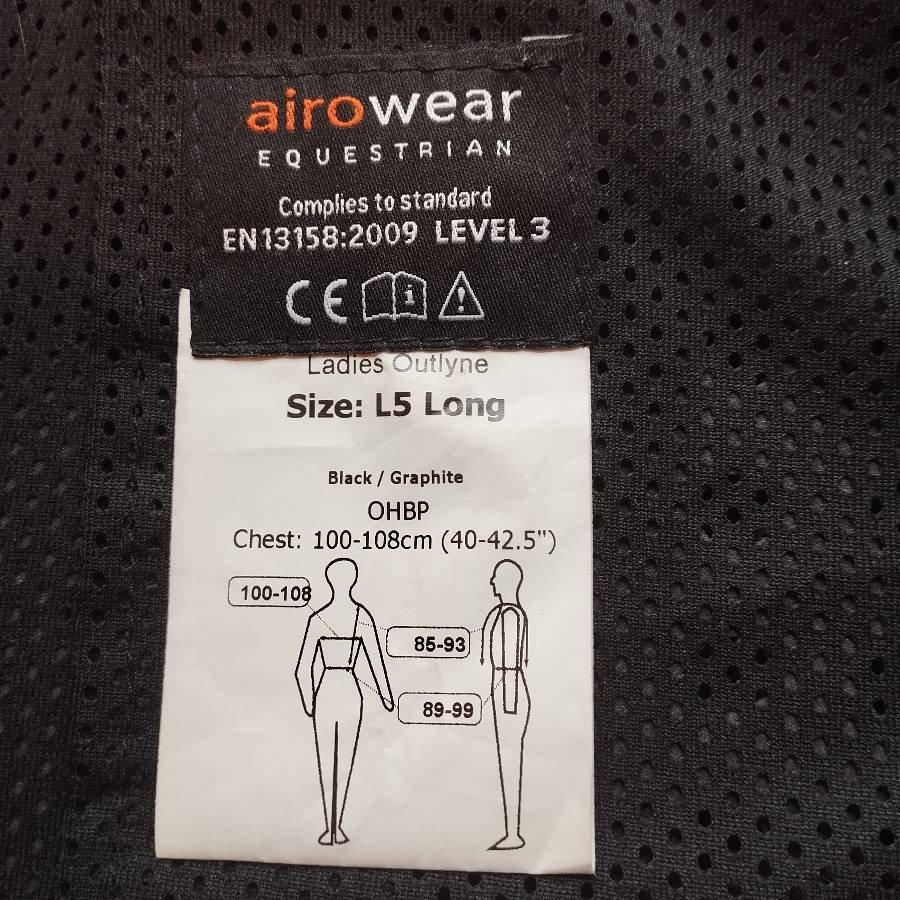 airowear
EQUESTRIAN
Complies to standard
EN13158:2009 LEVEL 3
CE i !
Ladies Outlyne
Size: L5 Long
Black / Graphite
OHBP
Chest: 100-108cm (40-42.5")
100-108
85-93
89-99